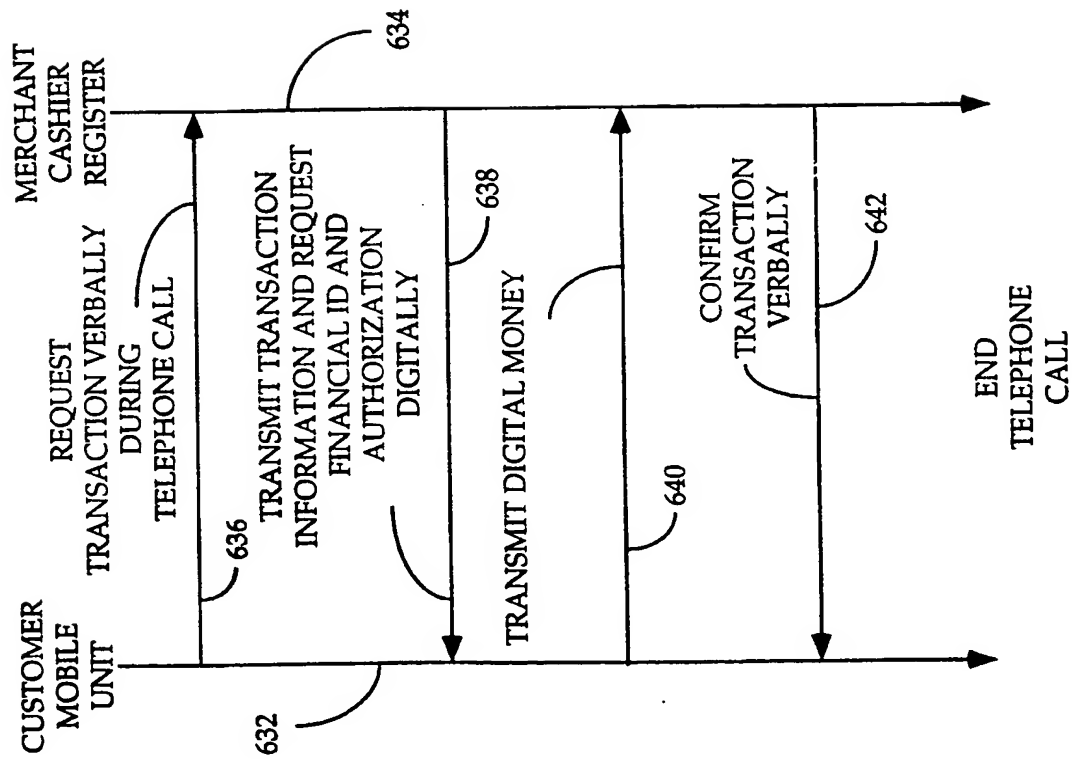 CUSTOMER
MOBILE
UNIT
MERCHANT
CASHIER
REGISTER
632
634
REQUEST
TRANSACTION VERBALLY
DURING
TELEPHONE CALL
636
TRANSMIT TRANSACTION
INFORMATION AND REQUEST
FINANCIAL ID AND
AUTHORIZATION
DIGITALLY
638
TRANSMIT DIGITAL MONEY
640
CONFIRM
TRANSACTION
VERBALLY
642
END
TELEPHONE
CALL